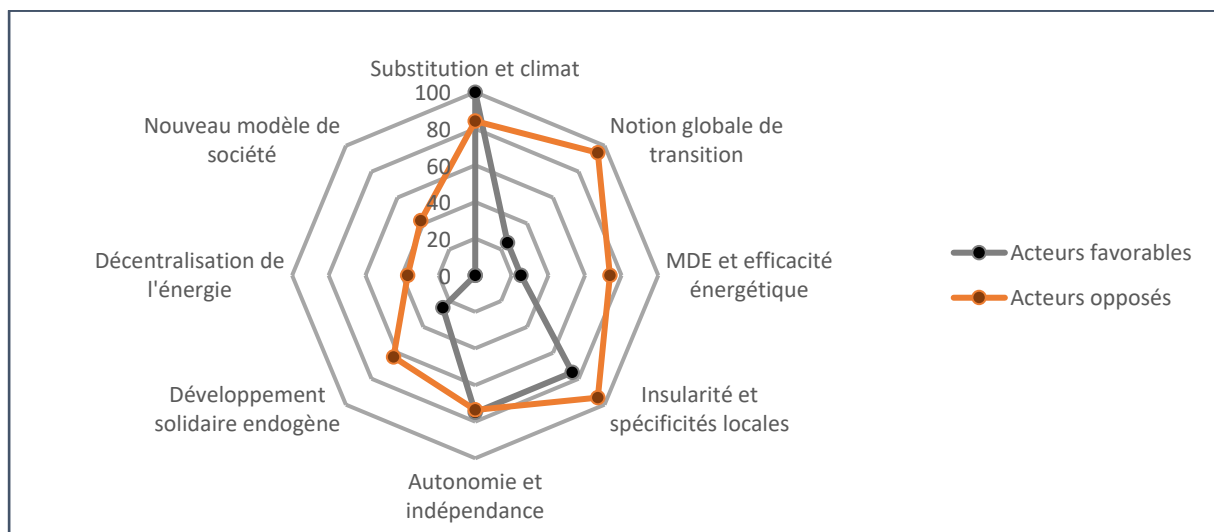 Substitution et climat
100
80
60
40
20
0
Notion globale de
transition
MDE et efficacité
énergétique
Insularité et
spécificités locales
Autonomie et
indépendance
Développement
solidaire endogène
Décentralisation de
l'énergie
Nouveau modèle de
société
Acteurs favorables
Acteurs opposés